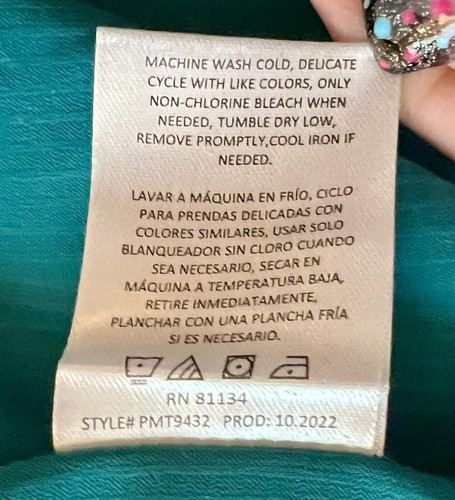 MACHINE WASH COLD, DELICATE
CYCLE WITH LIKE COLORS, ONLY
NON-CHLORINE BLEACH WHEN
NEEDED, TUMBLE DRY LOW,
REMOVE PROMPTLY,COOL IRON IF
NEEDED.
LAVAR A MÁQUINA EN FRÍO, CICLO
PARA PRENDAS DELICADAS CON
COLORES SIMILARES, USAR SOLO
BLANQUEADOR SIN CLORO CUANDO
SEA NECESARIO, SECAR EN
MÁQUINA A TEMPERATURA BAJA,
RETIRE INMEDIATAMENTE,
PLANCHAR CON UNA PLANCHA FRÍA
SI ES NECESARIO.
RN 81134
STYLE# PMT9432 PROD: 10.2022